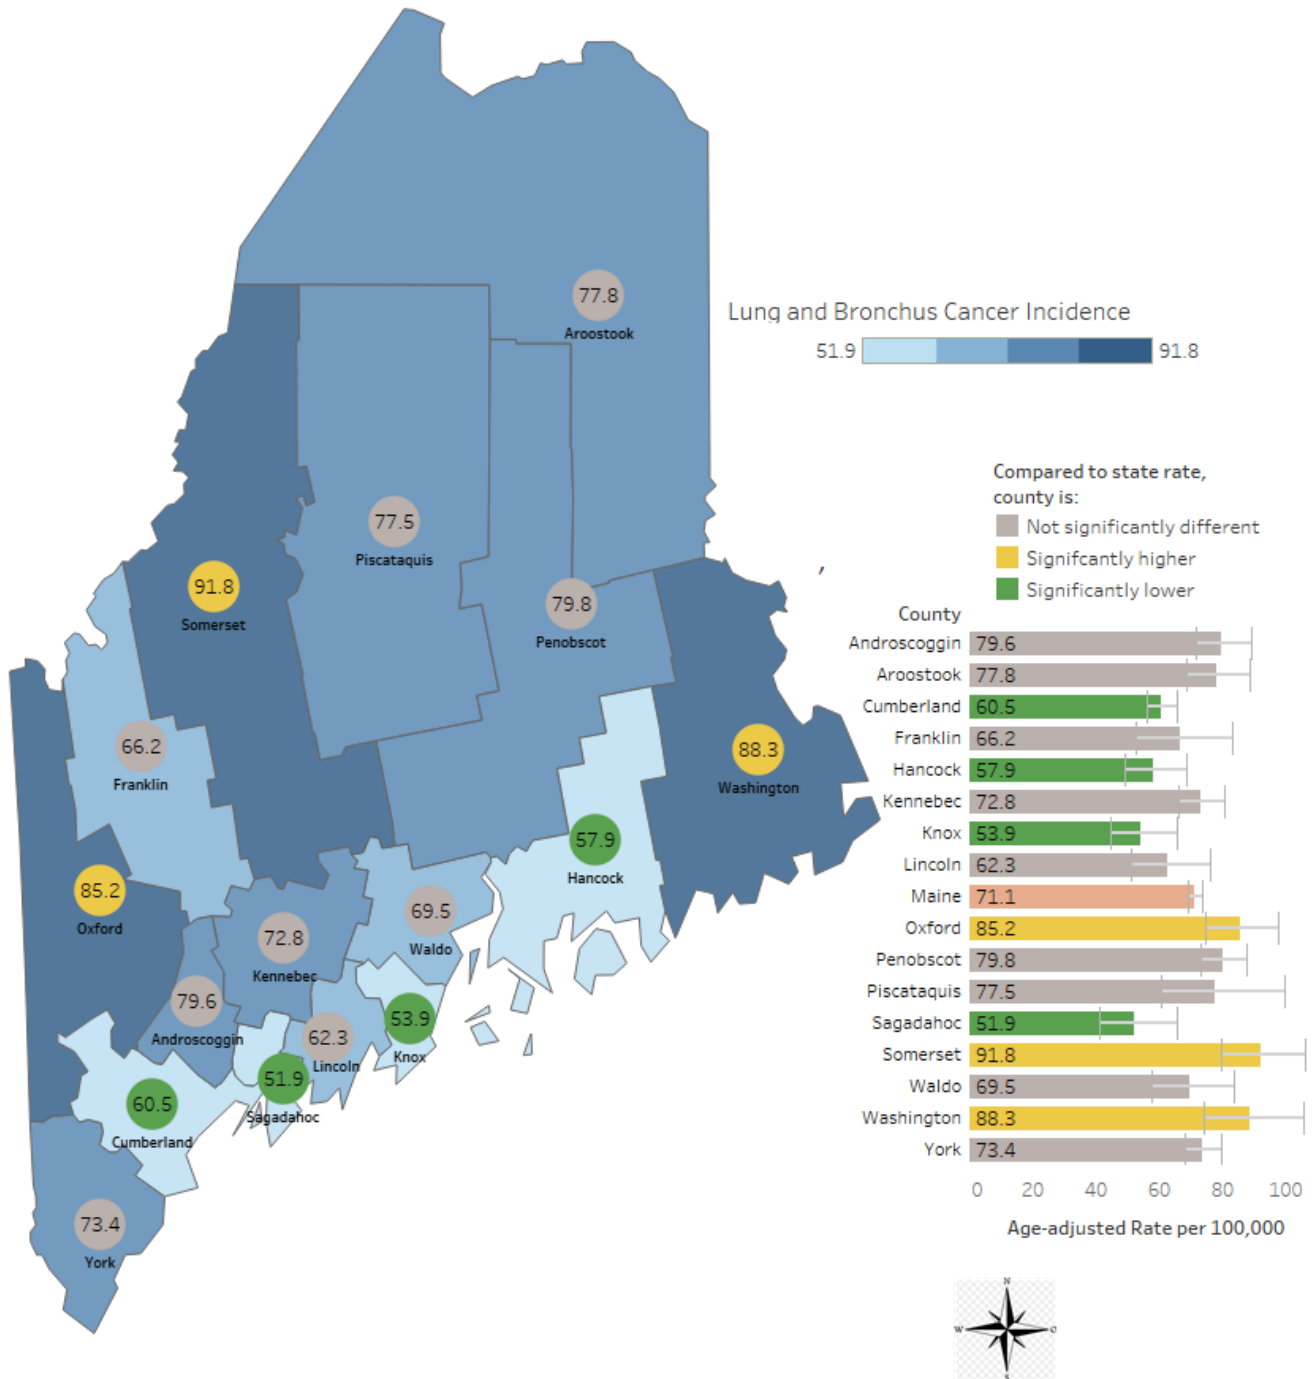 77.8
Aroostook
Lung and Bronchus Cancer Incidence
51.9 91.8
77.5
Piscataquis
91.8
Somerset
79.8
Penobscot
66.2
Franklin
88.3
Washington
57.9
Hancock
85.2
Oxford
69.5
Waldo
72.8
Kennebec
79.6
Androscoggin
62.3
Lincoln
53.9
Knox
51.9
Sagadahoc
60.5
Cumberland
73.4
York
Compared to state rate,
county is:
Not significantly different
Signifcantly higher
Significantly lower
,
County
Androscoggin 79.6
Aroostook 77.8
Cumberland 60.5
Franklin 66.2
Hancock 57.9
Kennebec 72.8
Knox 53.9
Lincoln 62.3
Maine 71.1
Oxford 85.2
Penobscot 79.8
Piscataquis 77.5
Sagadahoc 51.9
Somerset 91.8
Waldo 69.5
Washington 88.3
York 73.4
0 20 40 60 80 100
Age-adjusted Rate per 100,000
N
W
S